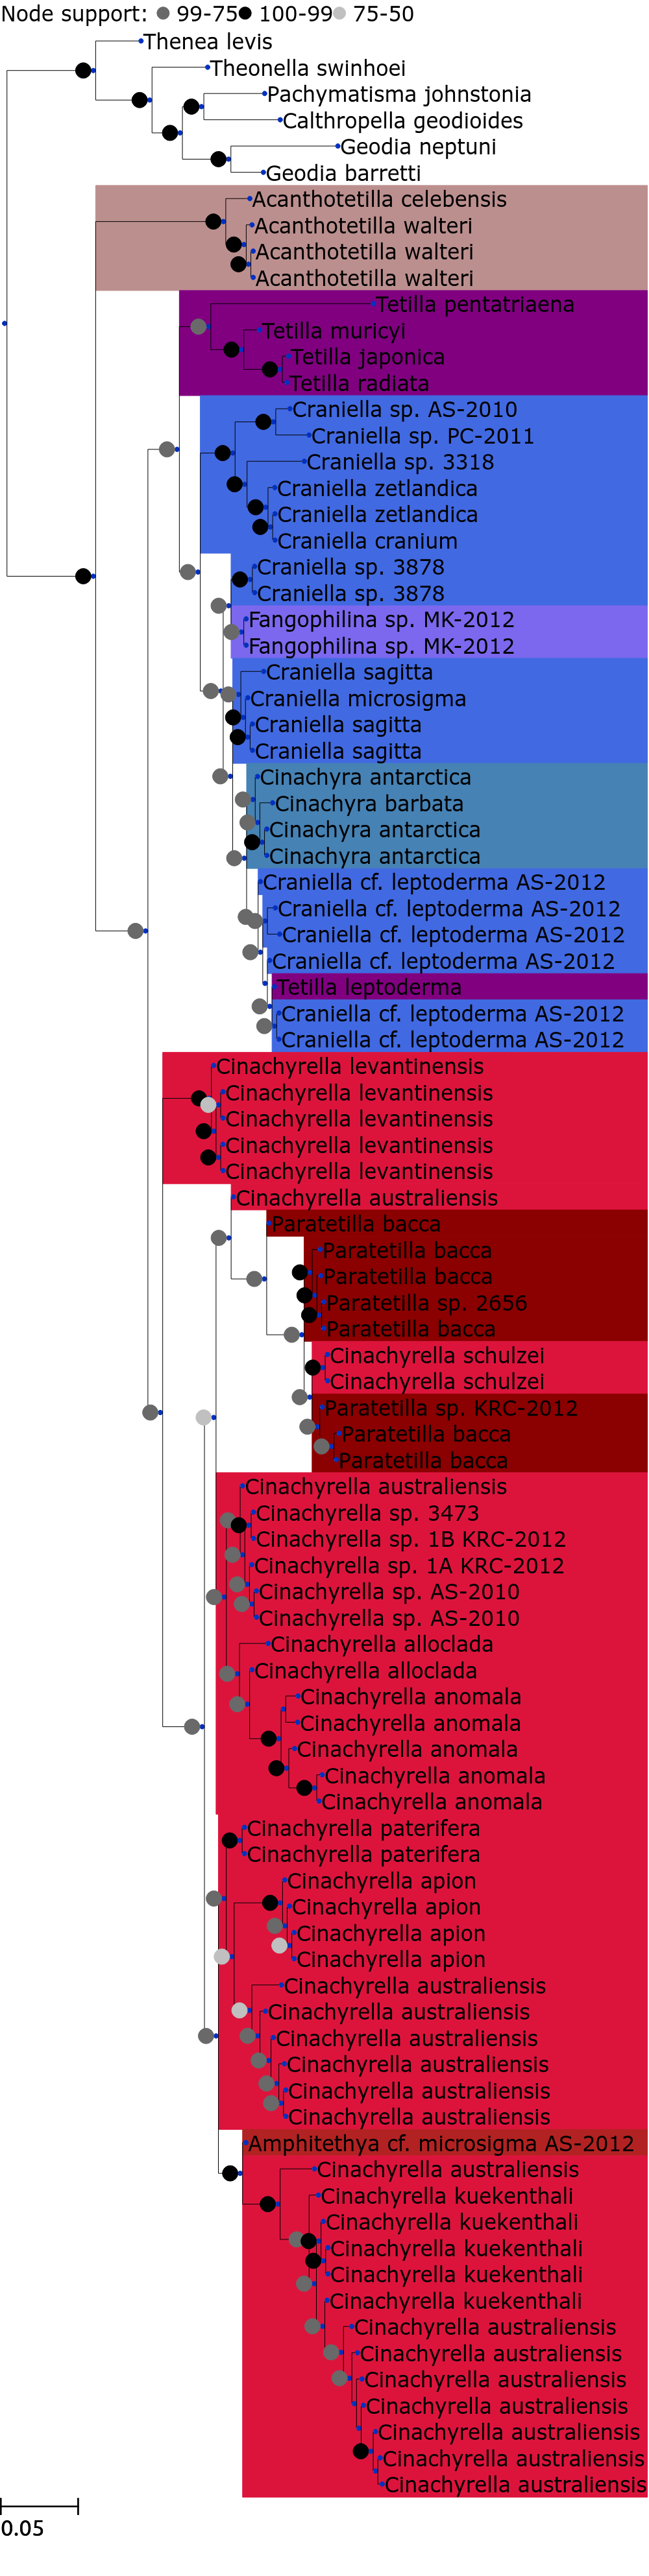 Node support: 99-75 100-99 75-50
Thenea levis
Theonella swinhoei
Pachymatisma johnstonia
Calthropella geodioides
Geodia neptuni
Geodia barretti
Acanthotetilla celebensis
Acanthotetilla walteri
Acanthotetilla walteri
Acanthotetilla walteri
Tetilla pentatriaena
Tetilla muricyi
Tetilla japonica
Tetilla radiata
Craniella sp. AS-2010
Craniella sp. PC-2011
Craniella sp. 3318
Craniella zetlandica
Craniella zetlandica
Craniella cranium
Craniella sp. 3878
Craniella sp. 3878
Fangophilina sp. MK-2012
Fangophilina sp. MK-2012
Craniella sagitta
Craniella microsigma
Craniella sagitta
Craniella sagitta
Cinachyra antarctica
Cinachyra barbata
Cinachyra antarctica
Cinachyra antarctica
Craniella cf. leptoderma AS-2012
Craniella cf. leptoderma AS-2012
Craniella cf. leptoderma AS-2012
Craniella cf. leptoderma AS-2012
Tetilla leptoderma
Craniella cf. leptoderma AS-2012
Craniella cf. leptoderma AS-2012
Cinachyrella levantinensis
Cinachyrella levantinensis
Cinachyrella levantinensis
Cinachyrella levantinensis
Cinachyrella levantinensis
Cinachyrella australiensis
Paratetilla bacca
Paratetilla bacca
Paratetilla bacca
Paratetilla sp. 2656
Paratetilla bacca
Cinachyrella schulzei
Cinachyrella schulzei
Paratetilla sp. KRC-2012
Paratetilla bacca
Paratetilla bacca
Cinachyrella australiensis
Cinachyrella sp. 3473
Cinachyrella sp. 1B KRC-2012
Cinachyrella sp. 1A KRC-2012
Cinachyrella sp. AS-2010
Cinachyrella sp. AS-2010
Cinachyrella alloclada
Cinachyrella alloclada
Cinachyrella anomala
Cinachyrella anomala
Cinachyrella anomala
Cinachyrella anomala
Cinachyrella anomala
Cinachyrella paterifera
Cinachyrella paterifera
Cinachyrella apion
Cinachyrella apion
Cinachyrella apion
Cinachyrella apion
Cinachyrella australiensis
Cinachyrella australiensis
Cinachyrella australiensis
Cinachyrella australiensis
Cinachyrella australiensis
Cinachyrella australiensis
Amphitethya cf. microsigma AS-2012
Cinachyrella australiensis
Cinachyrella kuekenthali
Cinachyrella kuekenthali
Cinachyrella kuekenthali
Cinachyrella kuekenthali
Cinachyrella kuekenthali
Cinachyrella australiensis
Cinachyrella australiensis
Cinachyrella australiensis
Cinachyrella australiensis
Cinachyrella australiensis
Cinachyrella australiensis
Cinachyrella australiensis
0.05